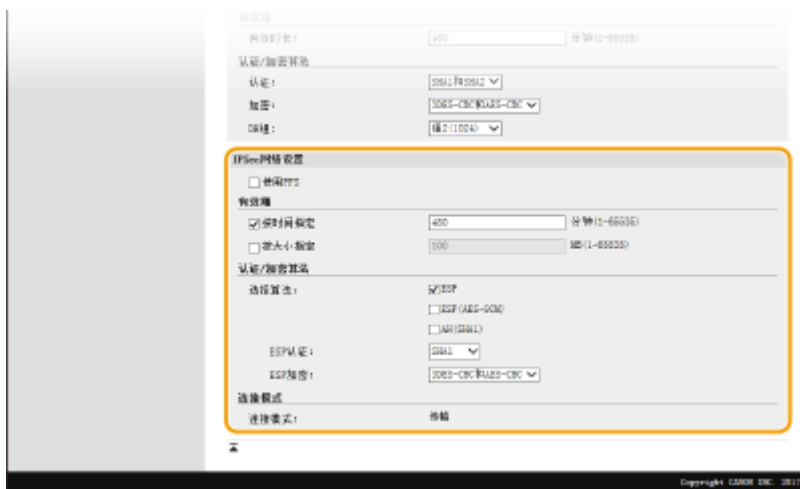 有效期
有效时长： 480 分钟(1-65535)
认证/加密算法
认证： SHA1和SHA2
加密： 3DES-CBC和AES-CBC
DH组： 组2(1024)
IPSec网络设置
使用PFS
有效期
按时间指定 480 分钟(1-65535)
按大小指定 100 MB(1-65535)
认证/加密算法
选择算法： ESP
ESP(AES-GCM)
AH(SHA1)
ESP认证： SHA1
ESP加密： 3DES-CBC和AES-CBC
连接模式
连接模式： 传输
Copyright CANON INC. 201